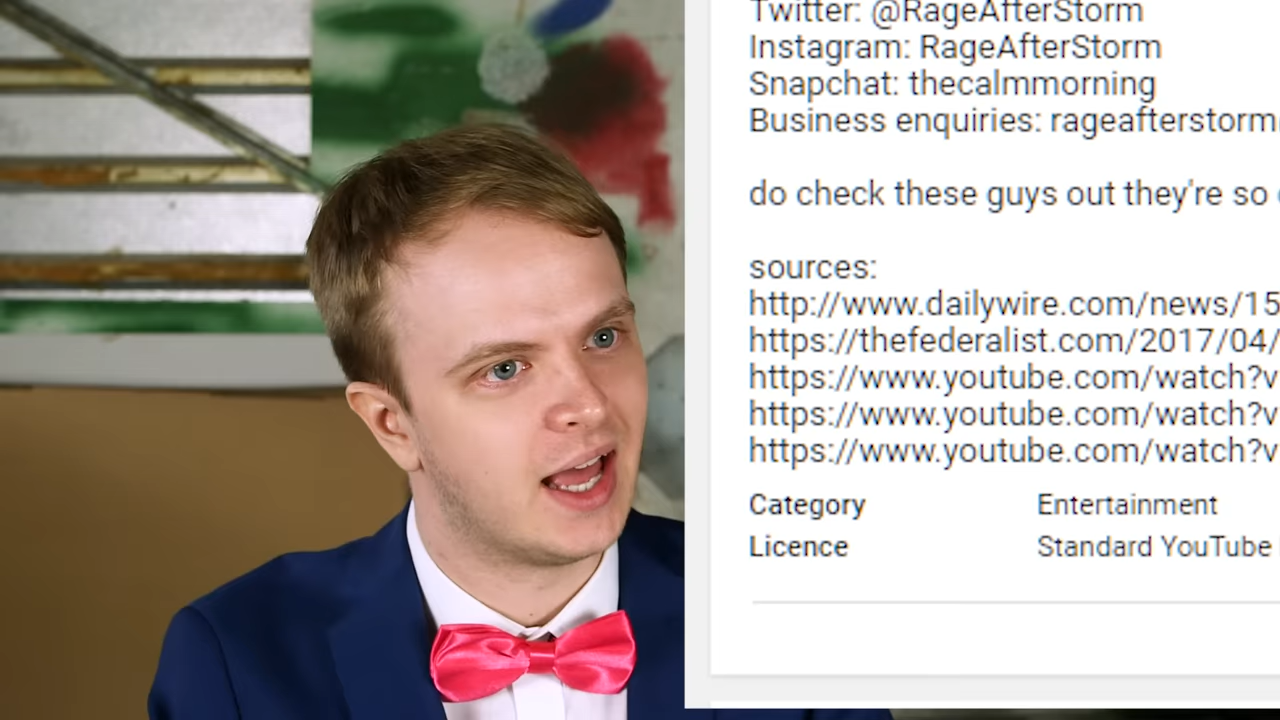 Twitter: @RageAfterStorm
Instagram: RageAfterStorm
Snapchat: thecalmmorning
Business enquiries: rageafterstorm
do check these guys out they're so
sources:
http://www.dailywire.com/news/15
https://thefederalist.com/2017/04/
https://www.youtube.com/watch?v
https://www.youtube.com/watch?v
https://www.youtube.com/watch?v
Category Entertainment
Licence Standard YouTube